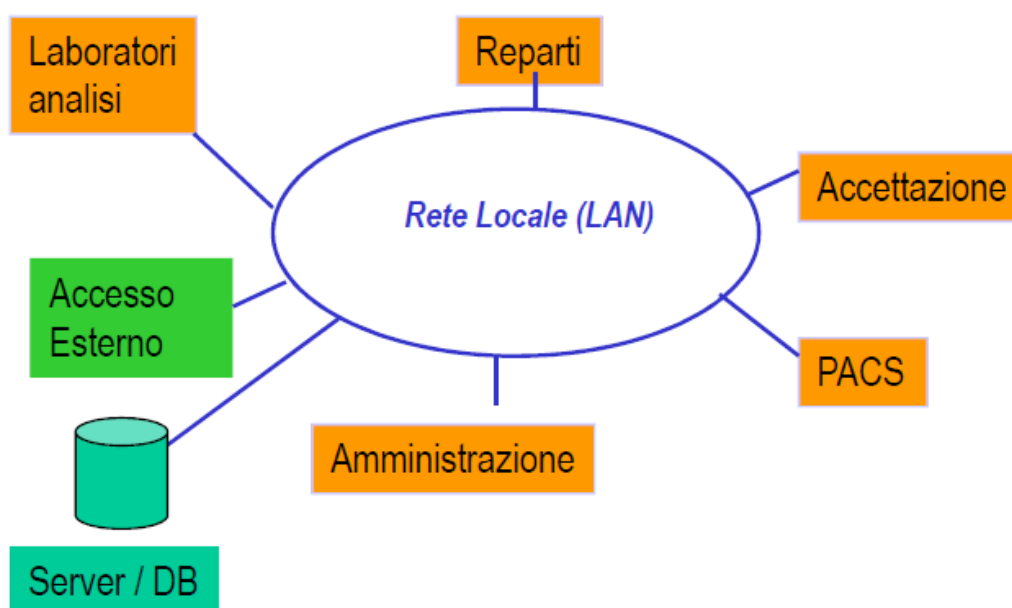 Laboratori
analisi
Reparti
Accettazione
Rete Locale (LAN)
Accesso
Esterno
PACS
Amministrazione
Server / DB